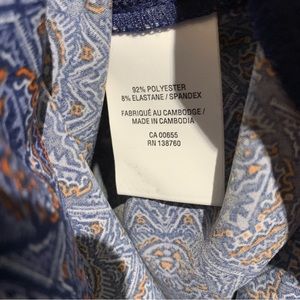 92% POLYESTER
8% ELASTANE / SPANDEX
FABRIQUÉ AU CAMBODGE /
MADE IN CAMBODIA
CA 00655
RN 138760